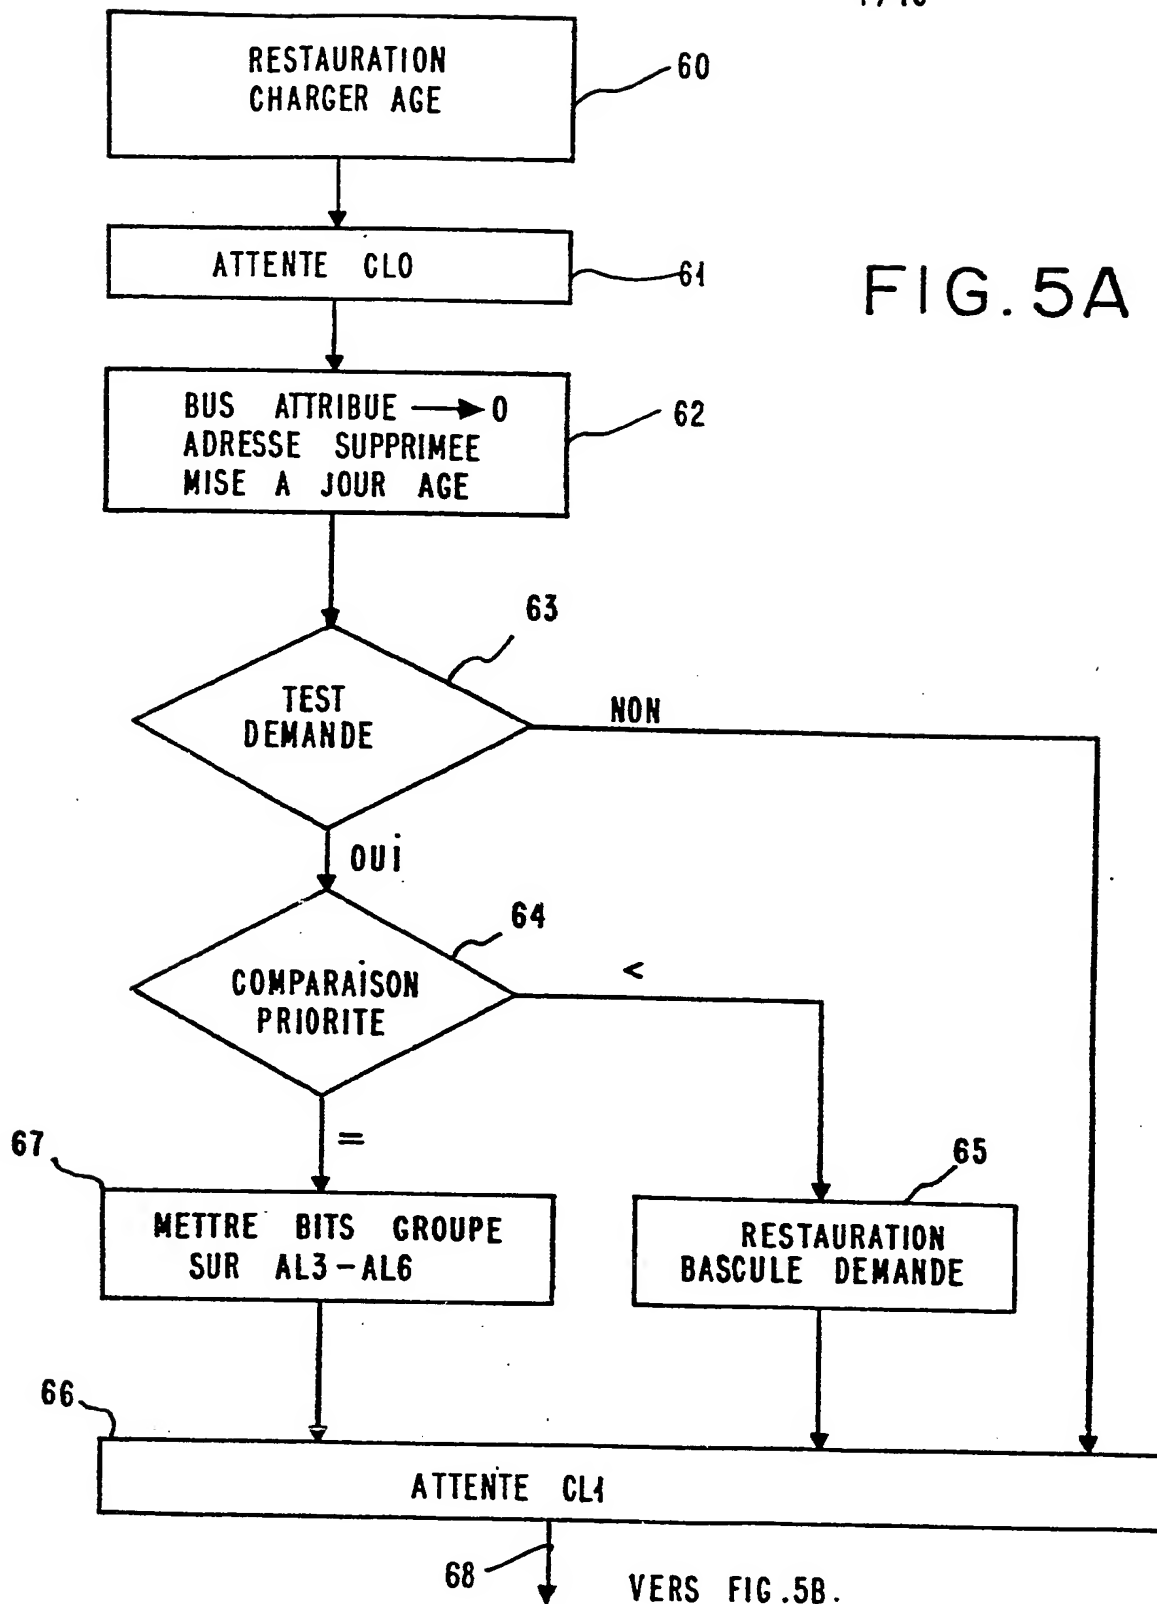 RESTAURATION
CHARGER AGE
60
ATTENTE CL0
61
FIG. 5A
BUS ATTRIBUE → 0
ADRESSE SUPPRIMEE
MISE A JOUR AGE
62
63
TEST
DEMANDE
NON
OUi
64
COMPARAiSON
PRIORITE
<
=
67
METTRE BITS GROUPE
SUR AL3-AL6
65
RESTAURATION
BASCULE DEMANDE
66
ATTENTE CL1
68
VERS FIG.5B.